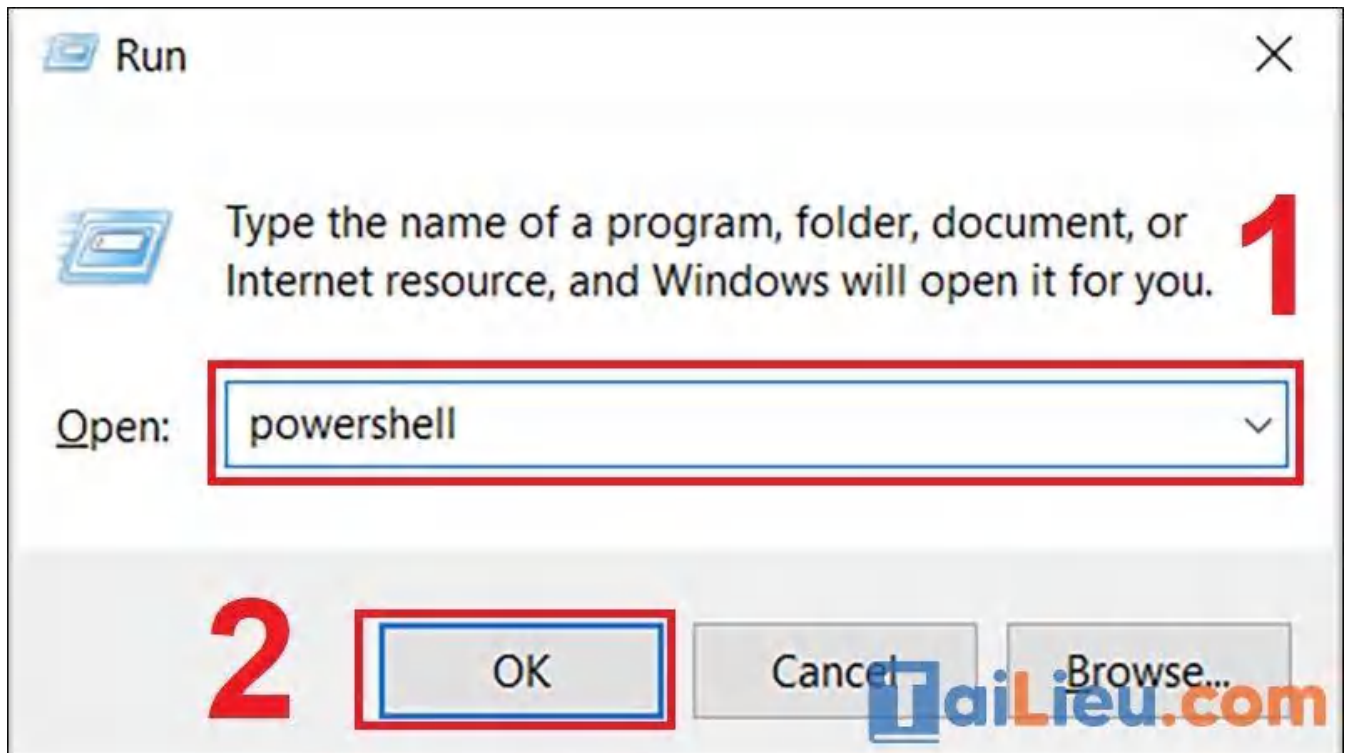 Run
Type the name of a program, folder, document, or
Internet resource, and Windows will open it for you.
1
Open: powershell
2
OK Cancel Browse...
TaiLieu.com